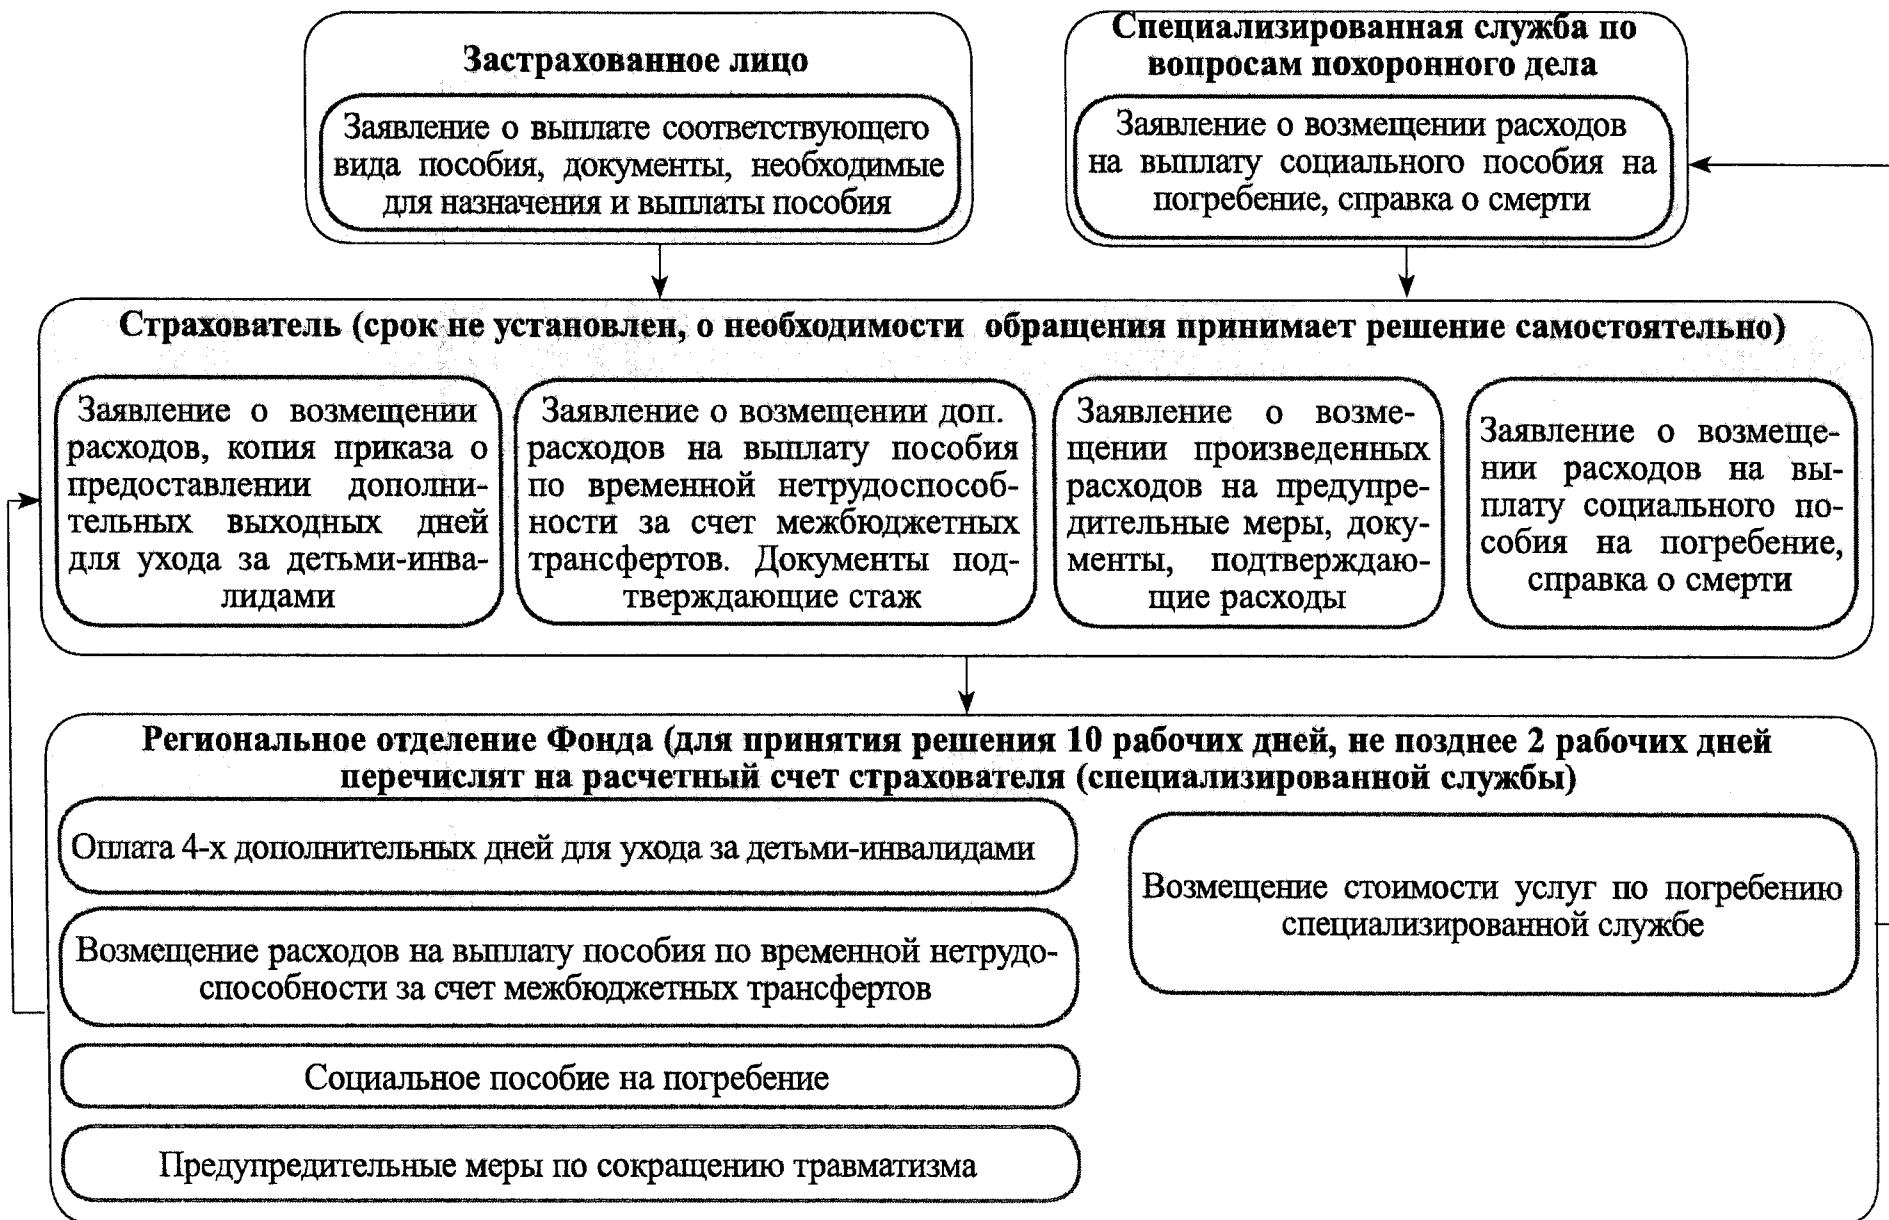 Застрахованное лицо
Заявление о выплате соответствующего
вида пособия, документы, необходимые
для назначения и выплаты пособия
Специализированная служба по
вопросам похоронного дела
Заявление о возмещении расходов
на выплату социального пособия на
погребение, справка о смерти
Страхователь (срок не установлен, о необходимости обращения принимает решение самостоятельно)
Заявление о возмещении
расходов, копия приказа о
предоставлении дополни-
тельных выходных дней
для ухода за детьми-инва-
лидами
Заявление о возмещении доп.
расходов на выплату пособия
по временной нетрудоспособ-
ности за счет межбюджетных
трансфертов. Документы под-
тверждающие стаж
Заявление о возме-
щении произведенных
расходов на предупре-
дительные меры, доку-
менты, подтверждаю-
щие расходы
Заявление о возмеще-
нии расходов на вы-
плату социального по-
собия на погребение,
справка о смерти
Региональное отделение Фонда (для принятия решения 10 рабочих дней, не позднее 2 рабочих дней
перечислят на расчетный счет страхователя (специализированной службы)
Оплата 4-х дополнительных дней для ухода за детьми-инвалидами
Возмещение расходов на выплату пособия по временной нетрудо-
способности за счет межбюджетных трансфертов
Социальное пособие на погребение
Предупредительные меры по сокращению травматизма
Возмещение стоимости услуг по погребению
специализированной службе